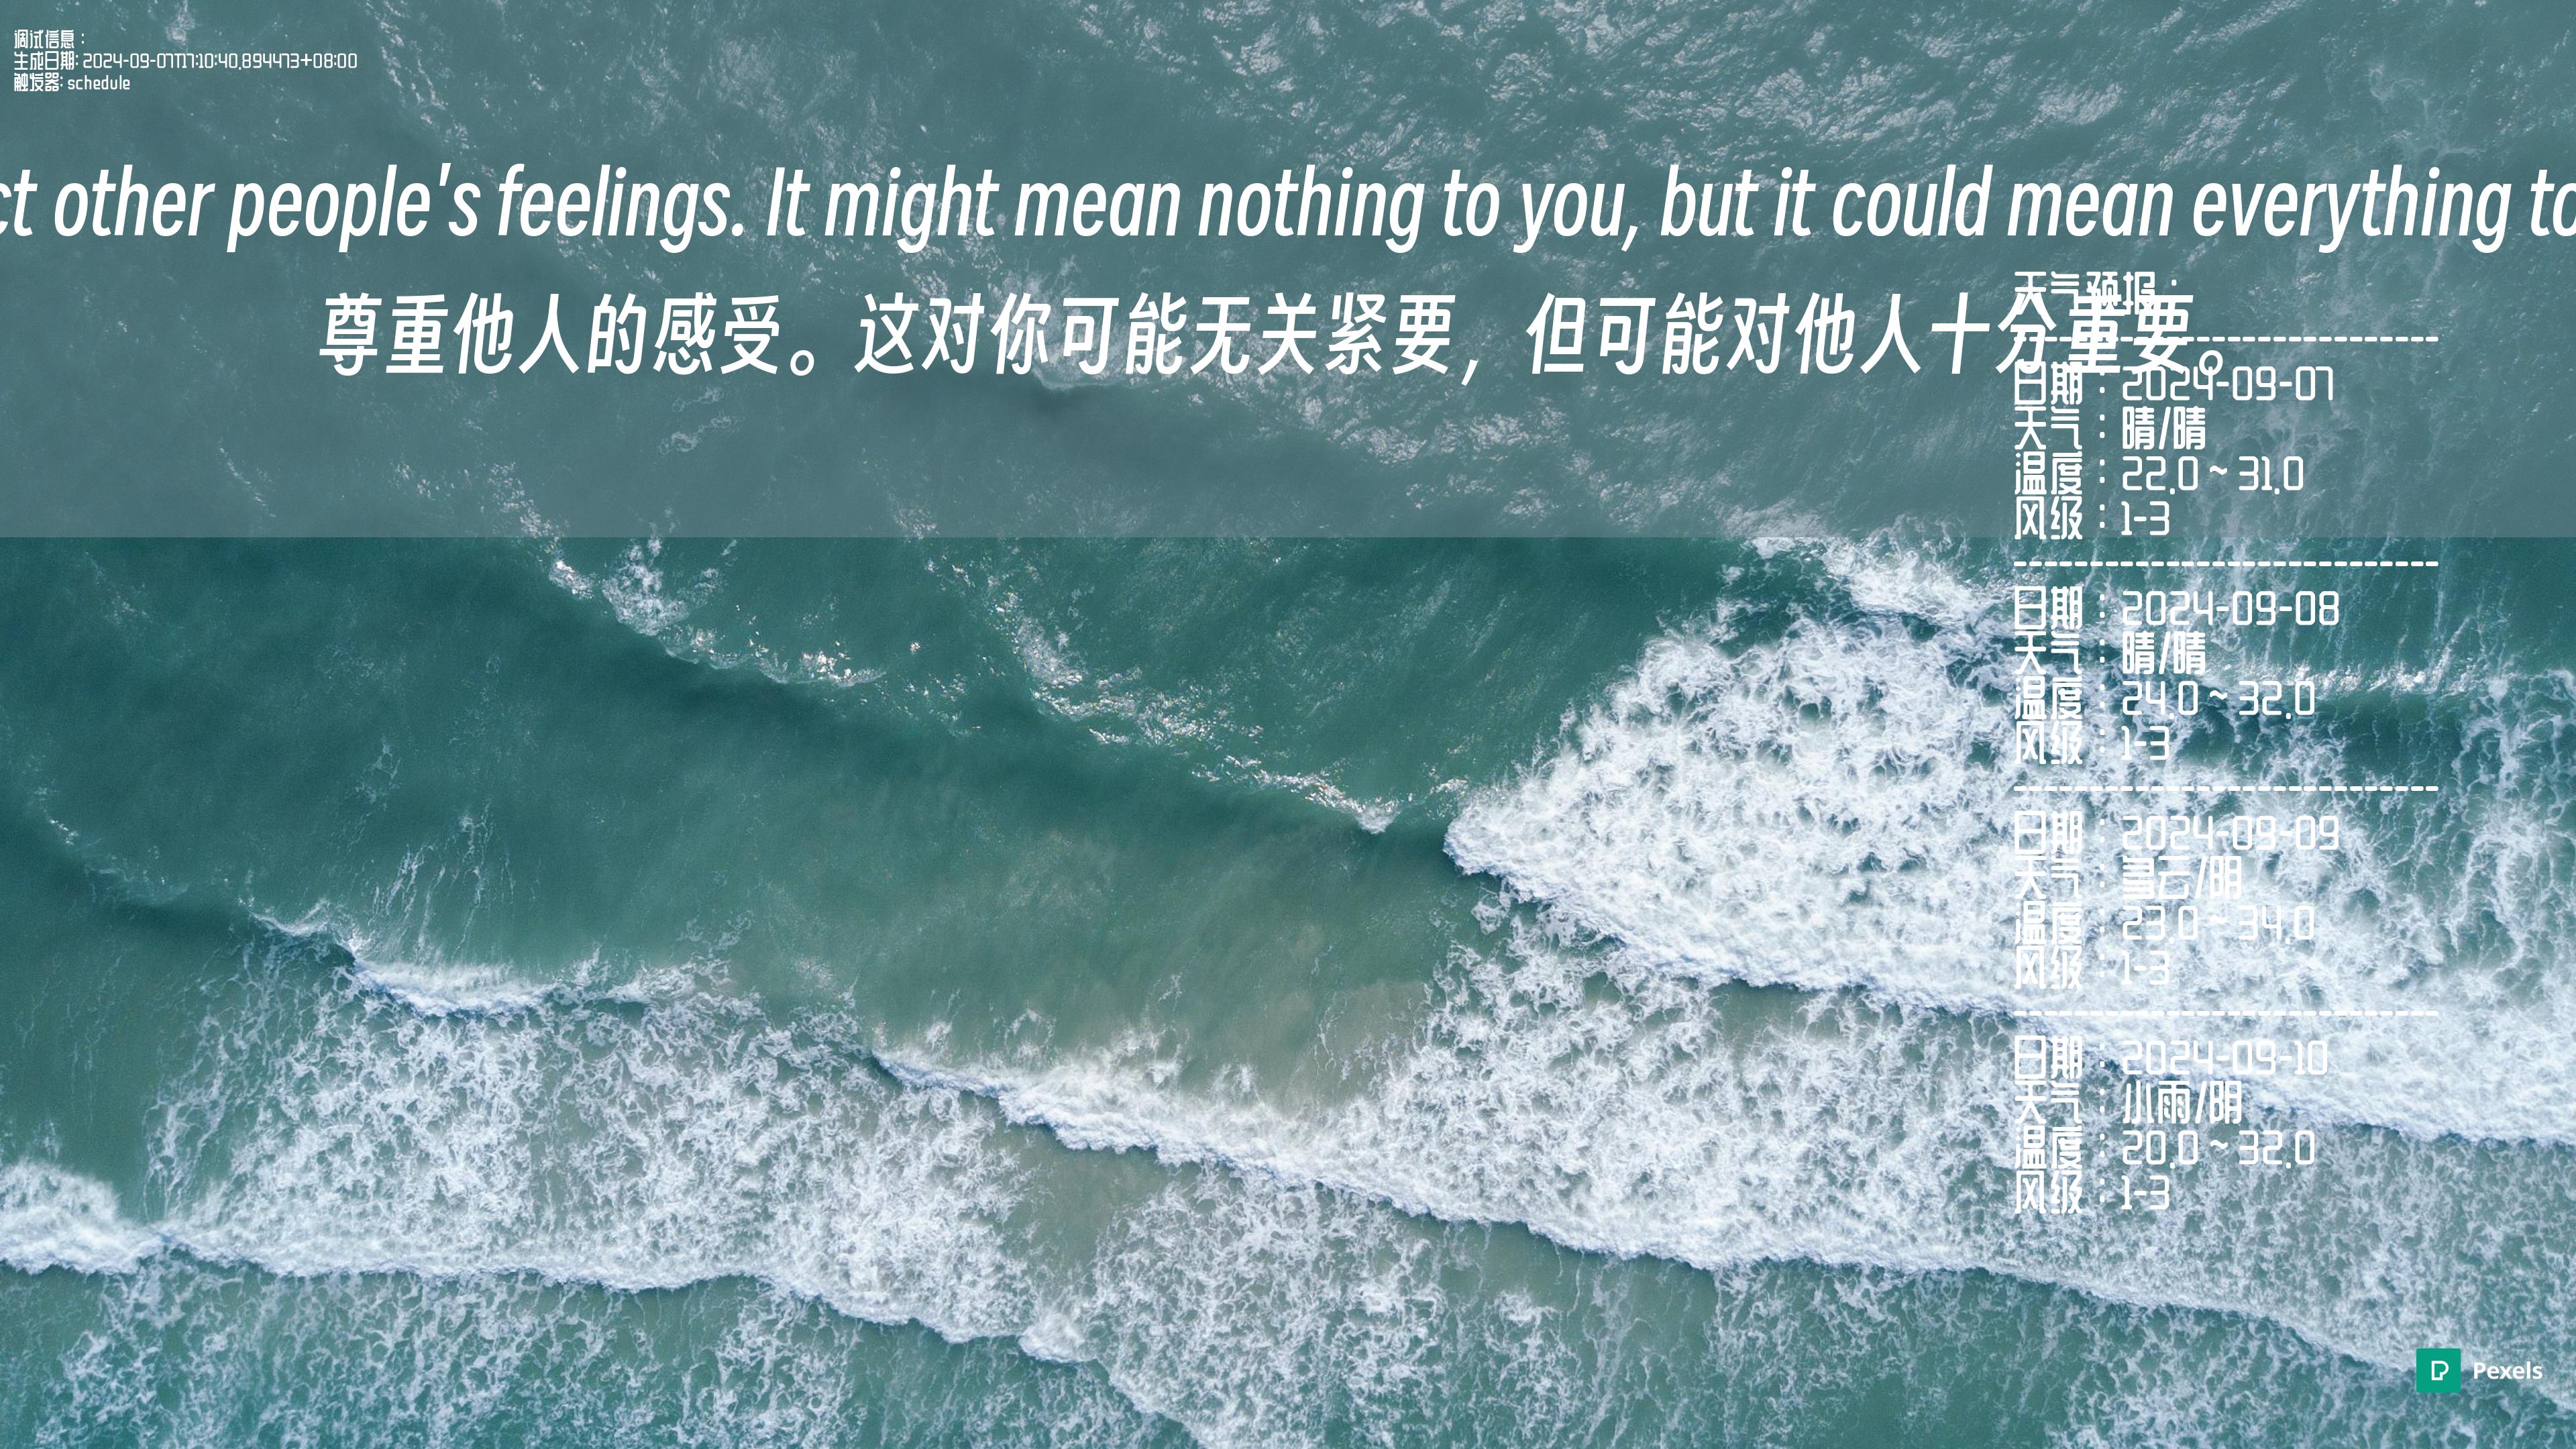 调试信息：
生成日期: 2024-09-07T17:10:40.894473+08:00
触发器: schedule
ct other people's feelings. It might mean nothing to you, but it could mean everything to
尊重他人的感受。这对你可能无关紧要，但可能对他人十分重要。
天气预报：
----------------------------
日期：2024-09-07
天气：晴/晴
温度：22.0 ~ 31.0
风级：1-3
----------------------------
日期：2024-09-08
天气：晴/晴
温度：24.0 ~ 32.0
风级：1-3
----------------------------
日期：2024-09-09
天气：多云/阴
温度：23.0 ~ 34.0
风级：1-3
----------------------------
日期：2024-09-10
天气：小雨/阴
温度：20.0 ~ 32.0
风级：1-3
Pexels